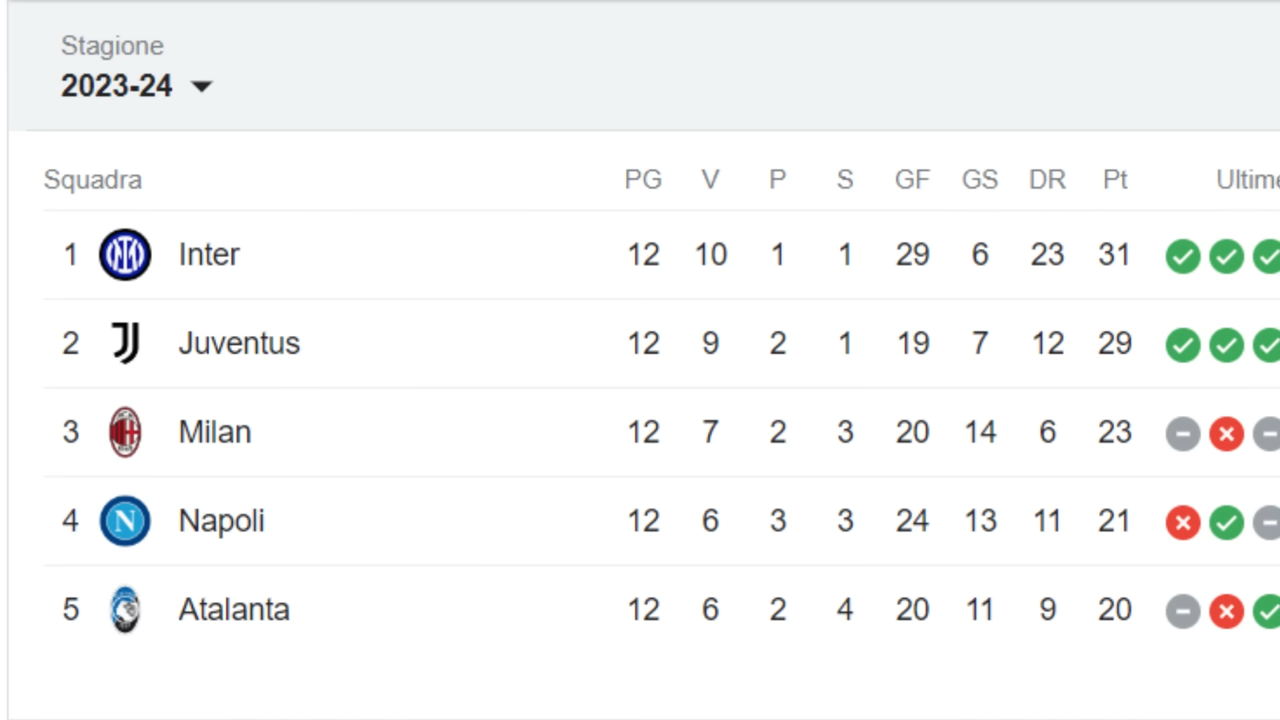 Stagione
2023-24
Squadra PG V P S GF GS DR Pt Ultime
1 Inter 12 10 1 1 29 6 23 31
2 Juventus 12 9 2 1 19 7 12 29
3 Milan 12 7 2 3 20 14 6 23
4 Napoli 12 6 3 3 24 13 11 21
5 Atalanta 12 6 2 4 20 11 9 20